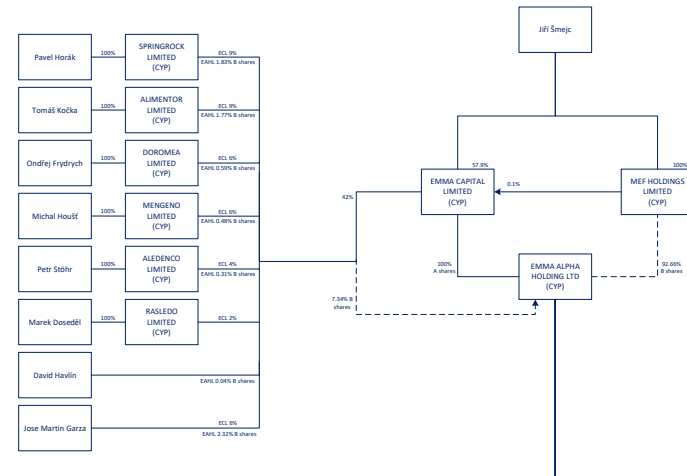 Jiří Šmejc
Pavel Horák
100%
SPRINGROCK
LIMITED
(CYP)
ECL 9%
EAHL 1.83% B shares
Tomáš Kočka
100%
ALIMENTOR
LIMITED
(CYP)
ECL 9%
EAHL 1.77% B shares
Ondřej Frydrych
100%
DOROMEA
LIMITED
(CYP)
ECL 6%
EAHL 0.59% B shares
Michal Houšť
100%
MENGENO
LIMITED
(CYP)
ECL 6%
EAHL 0.48% B shares
Petr Stöhr
100%
ALEDENCO
LIMITED
(CYP)
ECL 4%
EAHL 0.31% B shares
Marek Doseděl
100%
RASLEDO
LIMITED
(CYP)
ECL 2%
David Havlín
EAHL 0.04% B shares
Jose Martin Garza
ECL 6%
EAHL 2.32% B shares
42%
7.34% B
shares
57.9%
EMMA CAPITAL
LIMITED
(CYP)
0.1%
100%
MEF HOLDINGS
LIMITED
(CYP)
100%
A shares
EMMA ALPHA
HOLDING LTD
(CYP)
92.66%
B shares